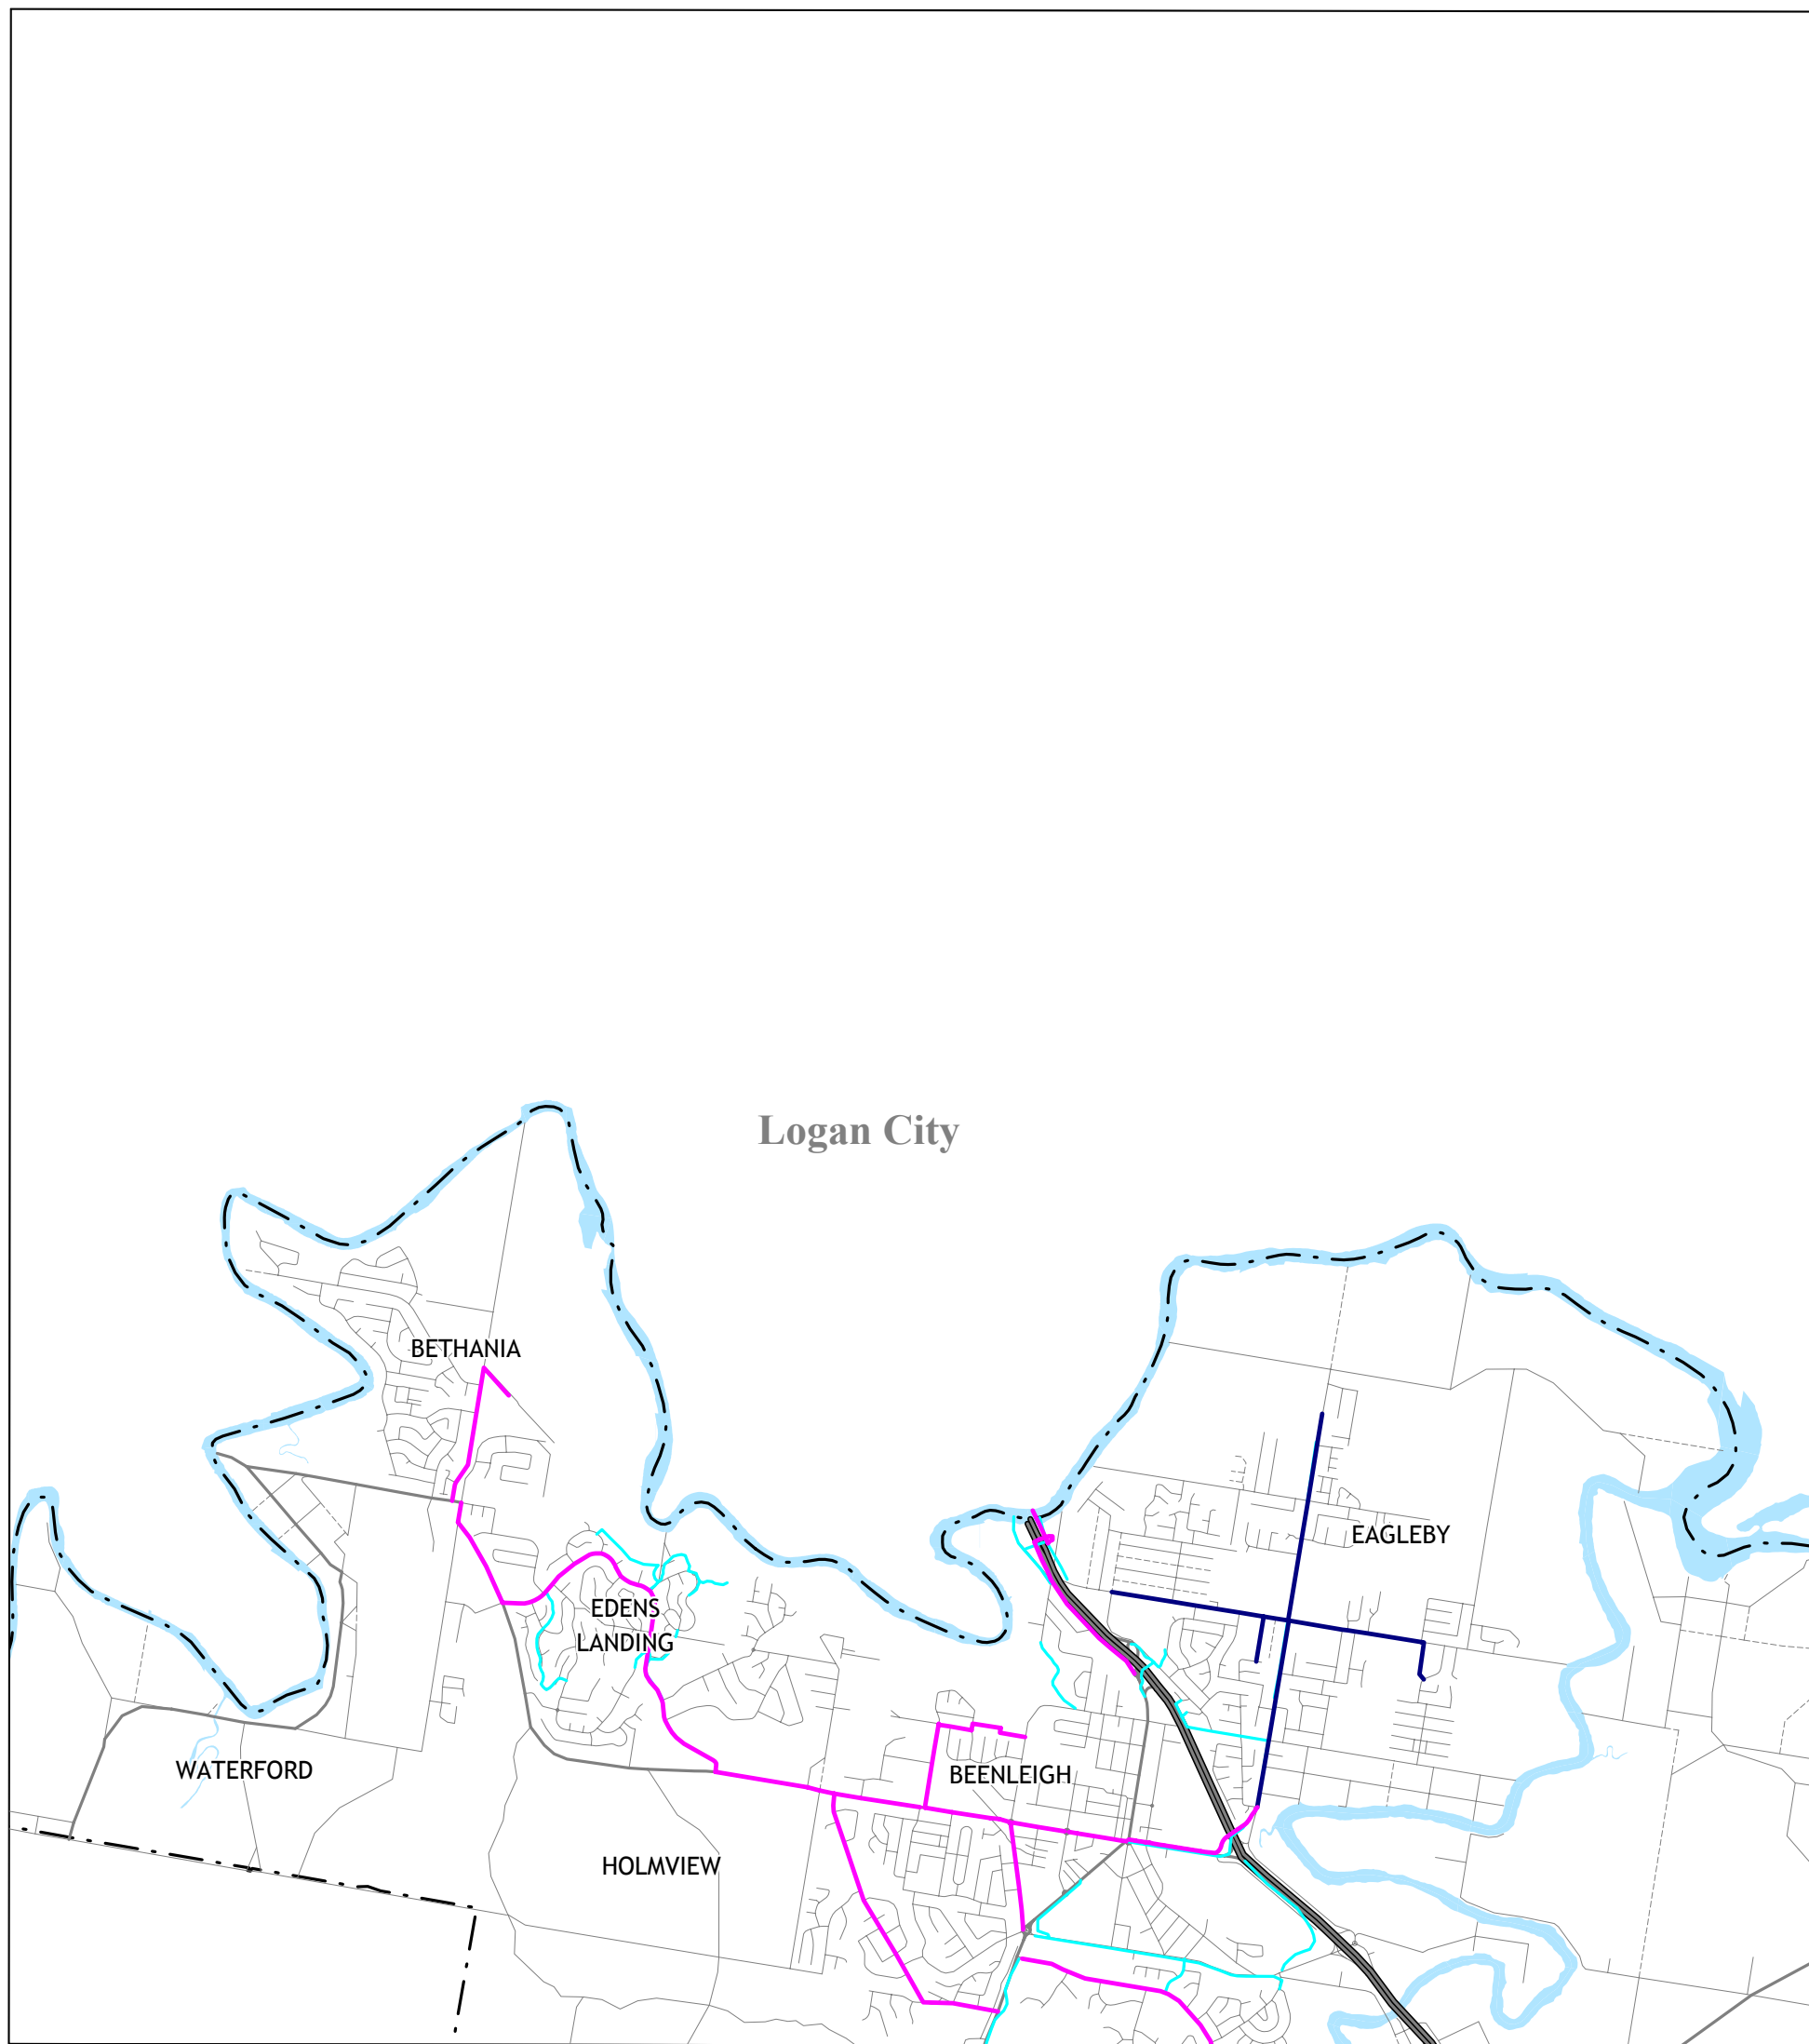 Logan City
BETHANIA
EAGLEBY
EDENS
LANDING
WATERFORD
BEENLEIGH
HOLMVIEW